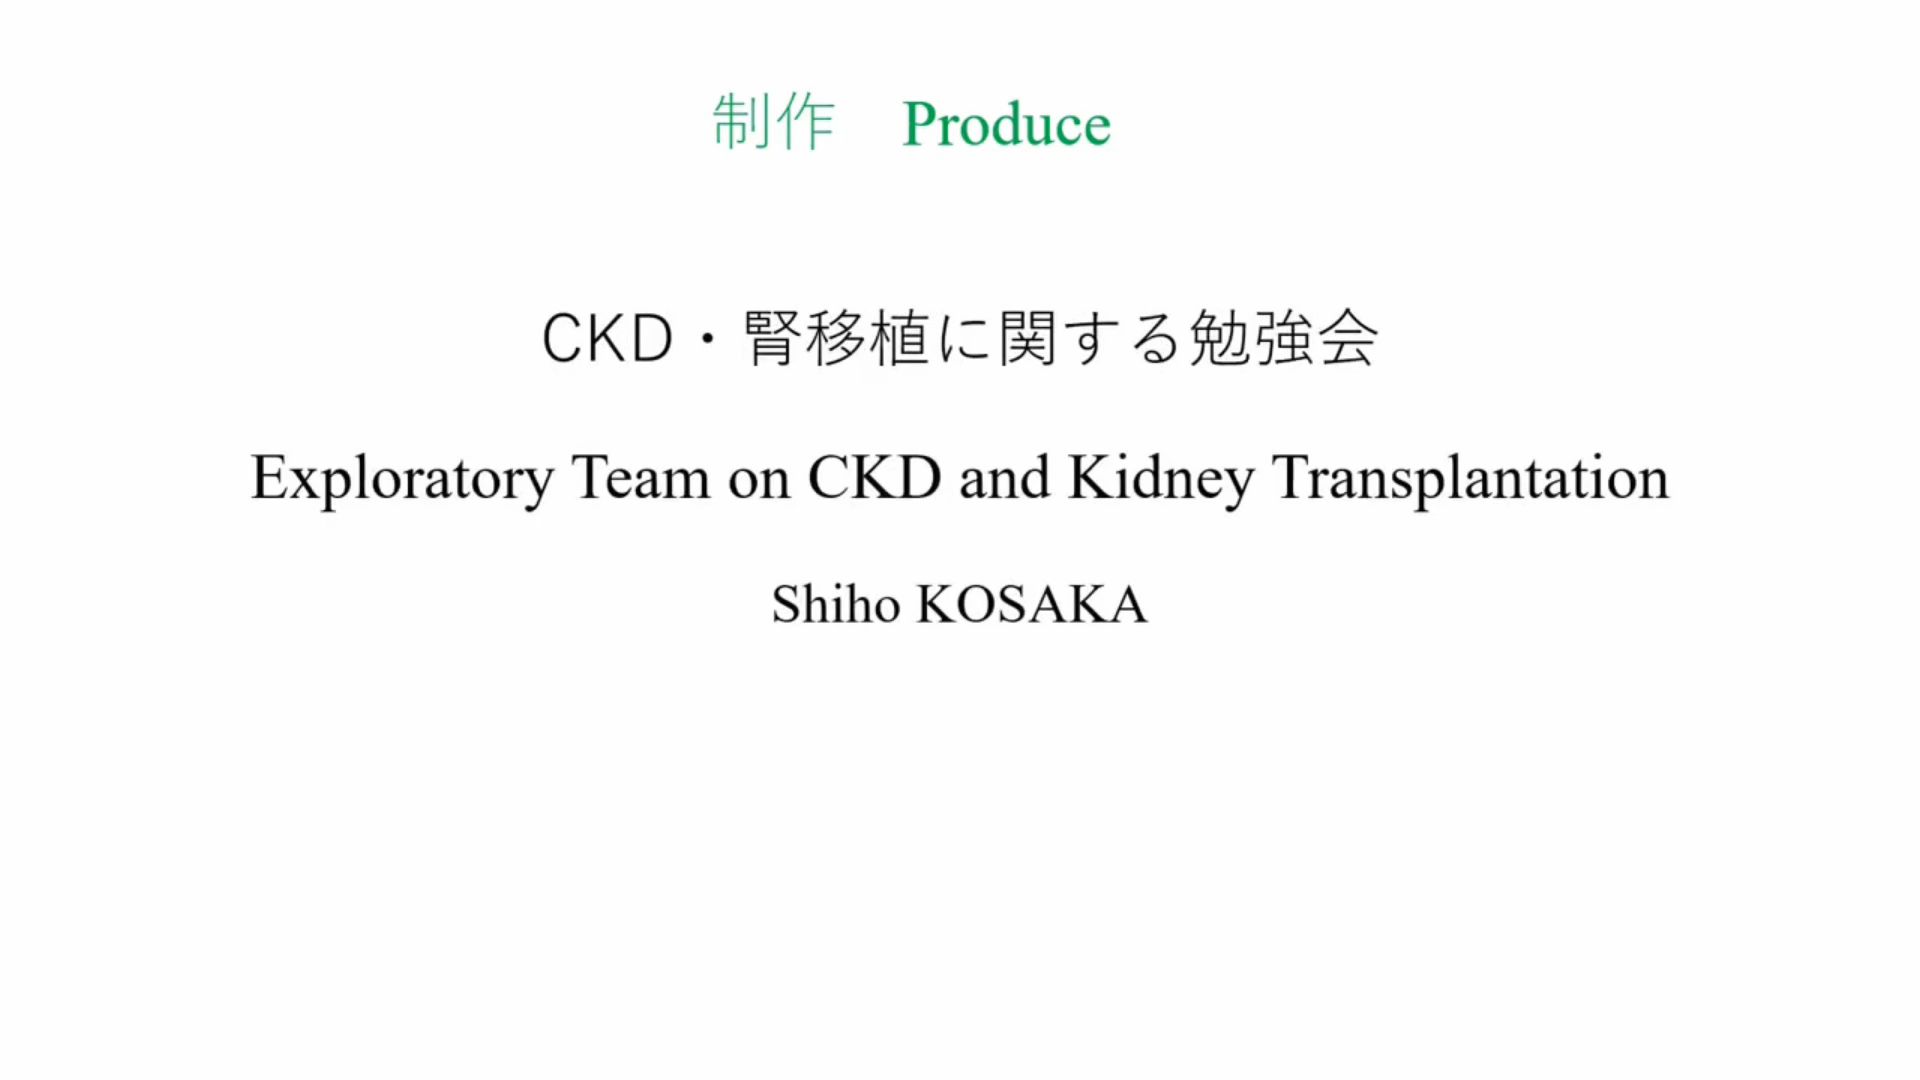 制作　Produce
CKD・腎移植に関する勉強会
Exploratory Team on CKD and Kidney Transplantation
Shiho KOSAKA